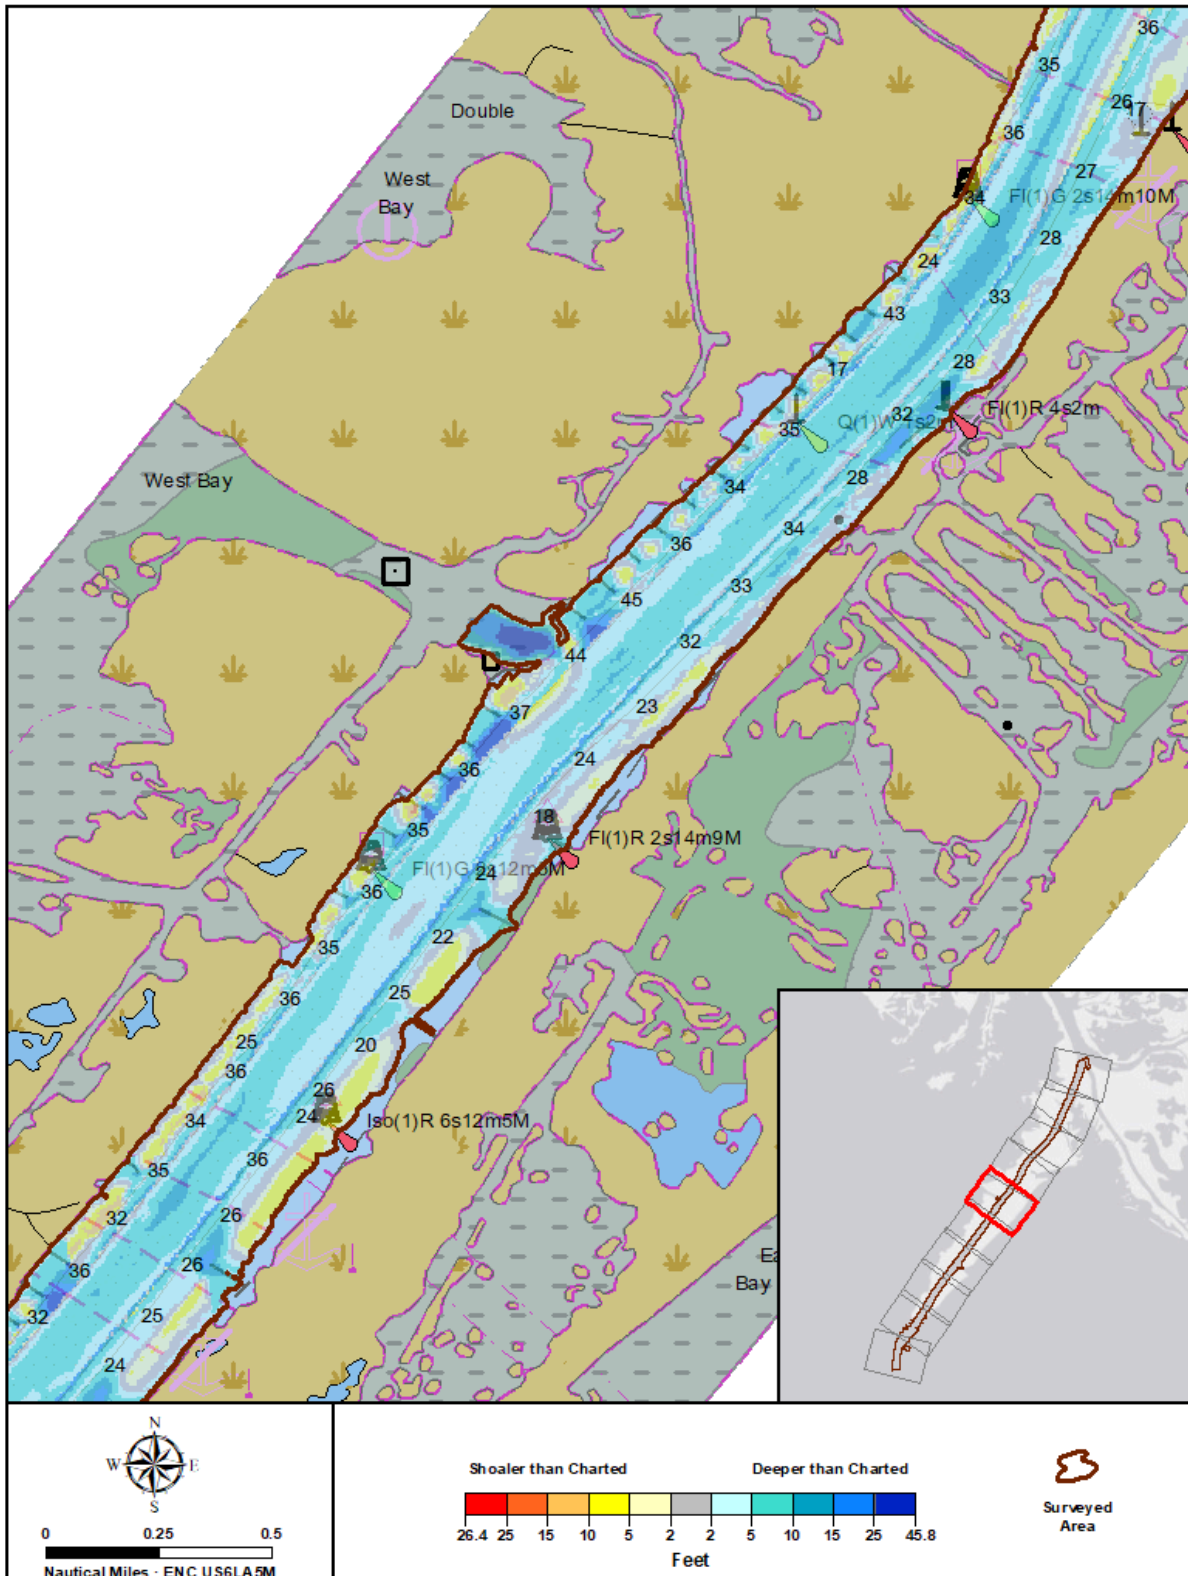 36
35
26
17
36
27
34
Fl(1)G 2s14m10M
Double
West
Bay
28
24
33
43
28
17
32
Fl(1)R 4s2m
35
28
34
West Bay
34
36
33
45
32
44
23
37
24
36
18
35
Fl(1)R 2s14m9M
24
36
22
35
25
36
25
20
36
26
24
Iso(1)R 6s12m5M
34
36
35
26
32
26
36
Bay
32
25
24
N
W E
S
0 0.25 0.5
Nautical Miles - ENC US6LA5M
Shoaler than Charted Deeper than Charted
26.4 25 15 10 5 2 2 5 10 15 25 45.8
Feet
Surveyed
Area